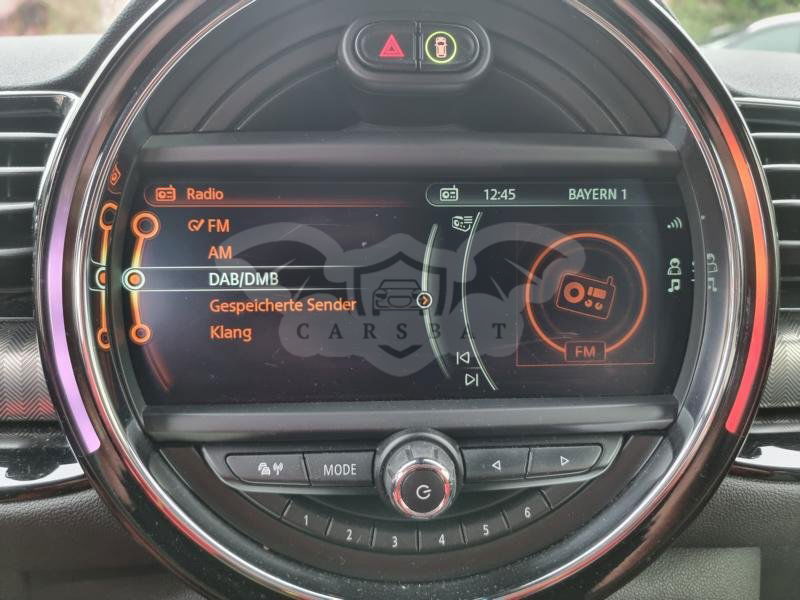 Radio
12:45 BAYERN 1
FM
AM
DAB/DMB
Gespeicherte Sender
Klang
FM
CARSBAT
MODE
1 2 3 4 5 6